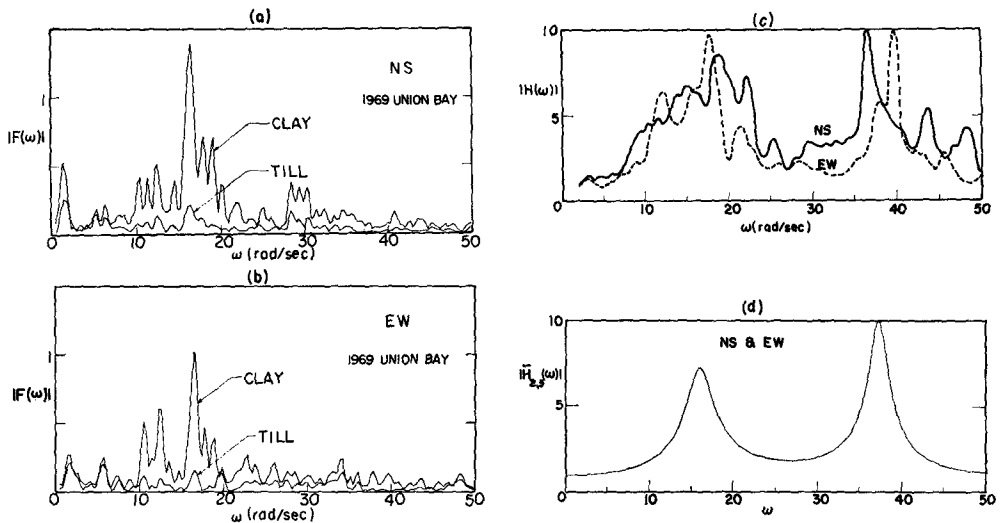 (a)
NS
1969 UNION BAY
CLAY
TILL
1
|F(ω)|
0 10 20 30 40 50
ω (rad/sec)
(b)
EW
1969 UNION BAY
CLAY
TILL
1
|F(ω)|
0 10 20 30 40 50
ω (rad/sec)
(c)
10
5
|H(ω)|
NS
EW
0 10 20 30 40 50
ω(rad/sec)
(d)
NS & EW
10
5
|H̄2,s(ω)|
0 10 20 30 40 50
ω